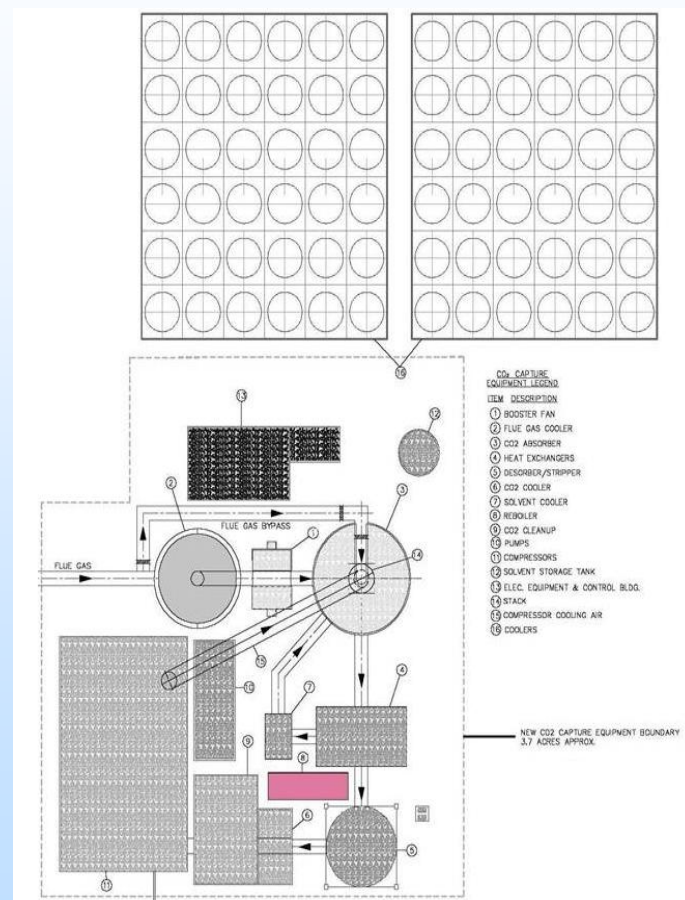 16
CO₂ CAPTURE
EQUIPMENT LEGEND
ITEM DESCRIPTION
1 BOOSTER FAN
2 FLUE GAS COOLER
3 CO2 ABSORBER
4 HEAT EXCHANGERS
5 DESORBER/STRIPPER
6 CO2 COOLER
7 SOLVENT COOLER
8 REBOILER
9 CO2 CLEANUP
10 PUMPS
11 COMPRESSORS
12 SOLVENT STORAGE TANK
13 ELEC. EQUIPMENT & CONTROL BLDG.
14 STACK
15 COMPRESSOR COOLING AIR
16 COOLERS
13
12
2
3
FLUE GAS BYPASS
1
14
FLUE GAS
15
10
7
4
NEW CO2 CAPTURE EQUIPMENT BOUNDARY
3.7 ACRES APPROX.
9
8
6
5
11